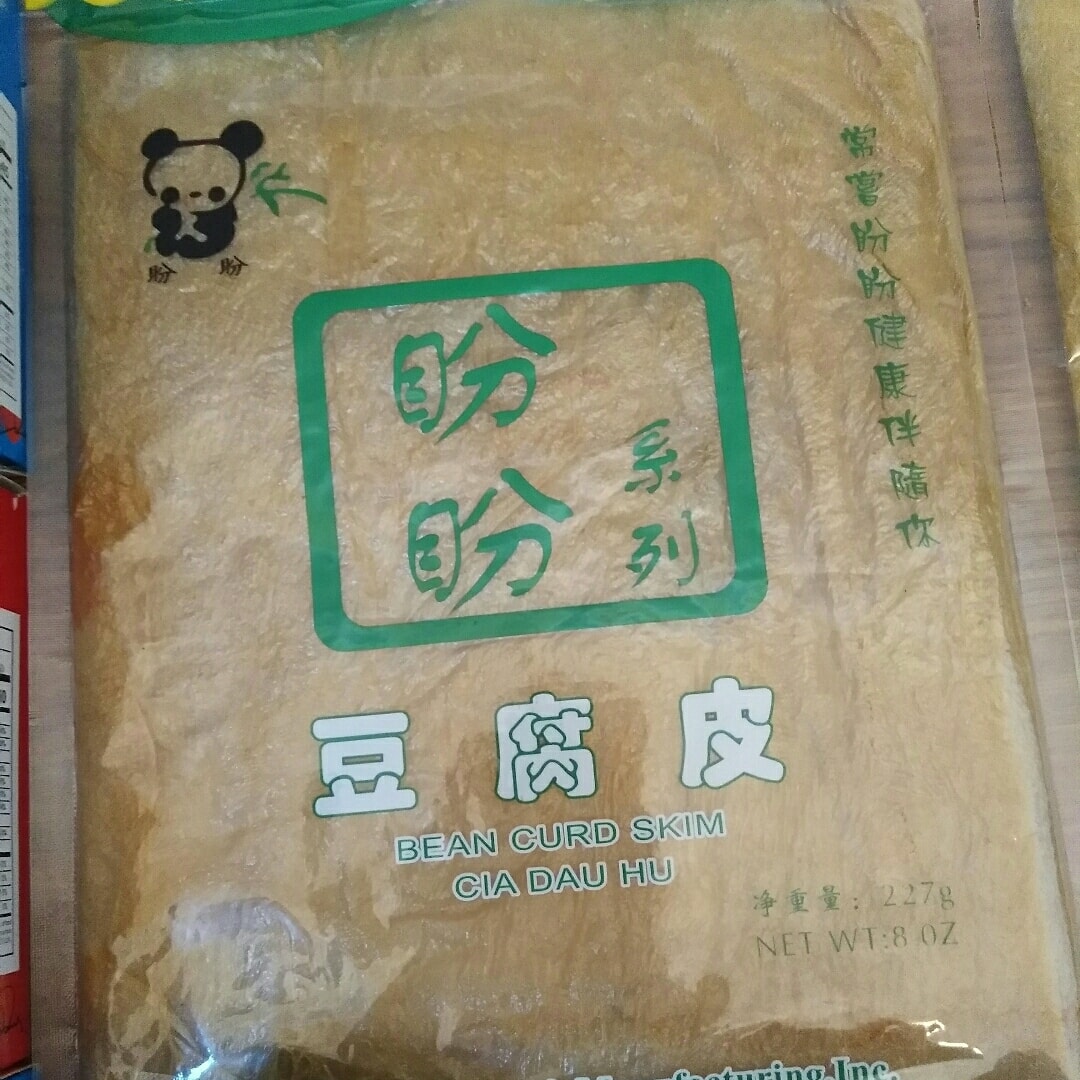 盼 盼
常嘗盼盼健康伴隨你
盼盼
系列
豆腐皮
BEAN CURD SKIM
CIA DAU HU
净重量：227g
NET WT:8 OZ